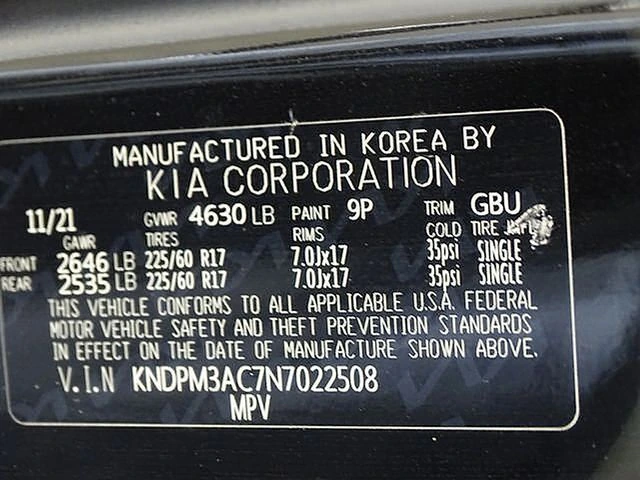 MANUFACTURED IN KOREA BY
KIA CORPORATION
11/21 GVWR 4630 LB PAINT 9P TRIM GBU
GAWR TIRES RIMS COLD TIRE
FRONT 2646 LB 225/60 R17 7.0Jx17 35psi SINGLE
REAR 2535 LB 225/60 R17 7.0Jx17 35psi SINGLE
THIS VEHICLE CONFORMS TO ALL APPLICABLE U.S.A. FEDERAL
MOTOR VEHICLE SAFETY AND THEFT PREVENTION STANDARDS
IN EFFECT ON THE DATE OF MANUFACTURE SHOWN ABOVE.
V.I.N KNDPM3AC7N7022508
MPV